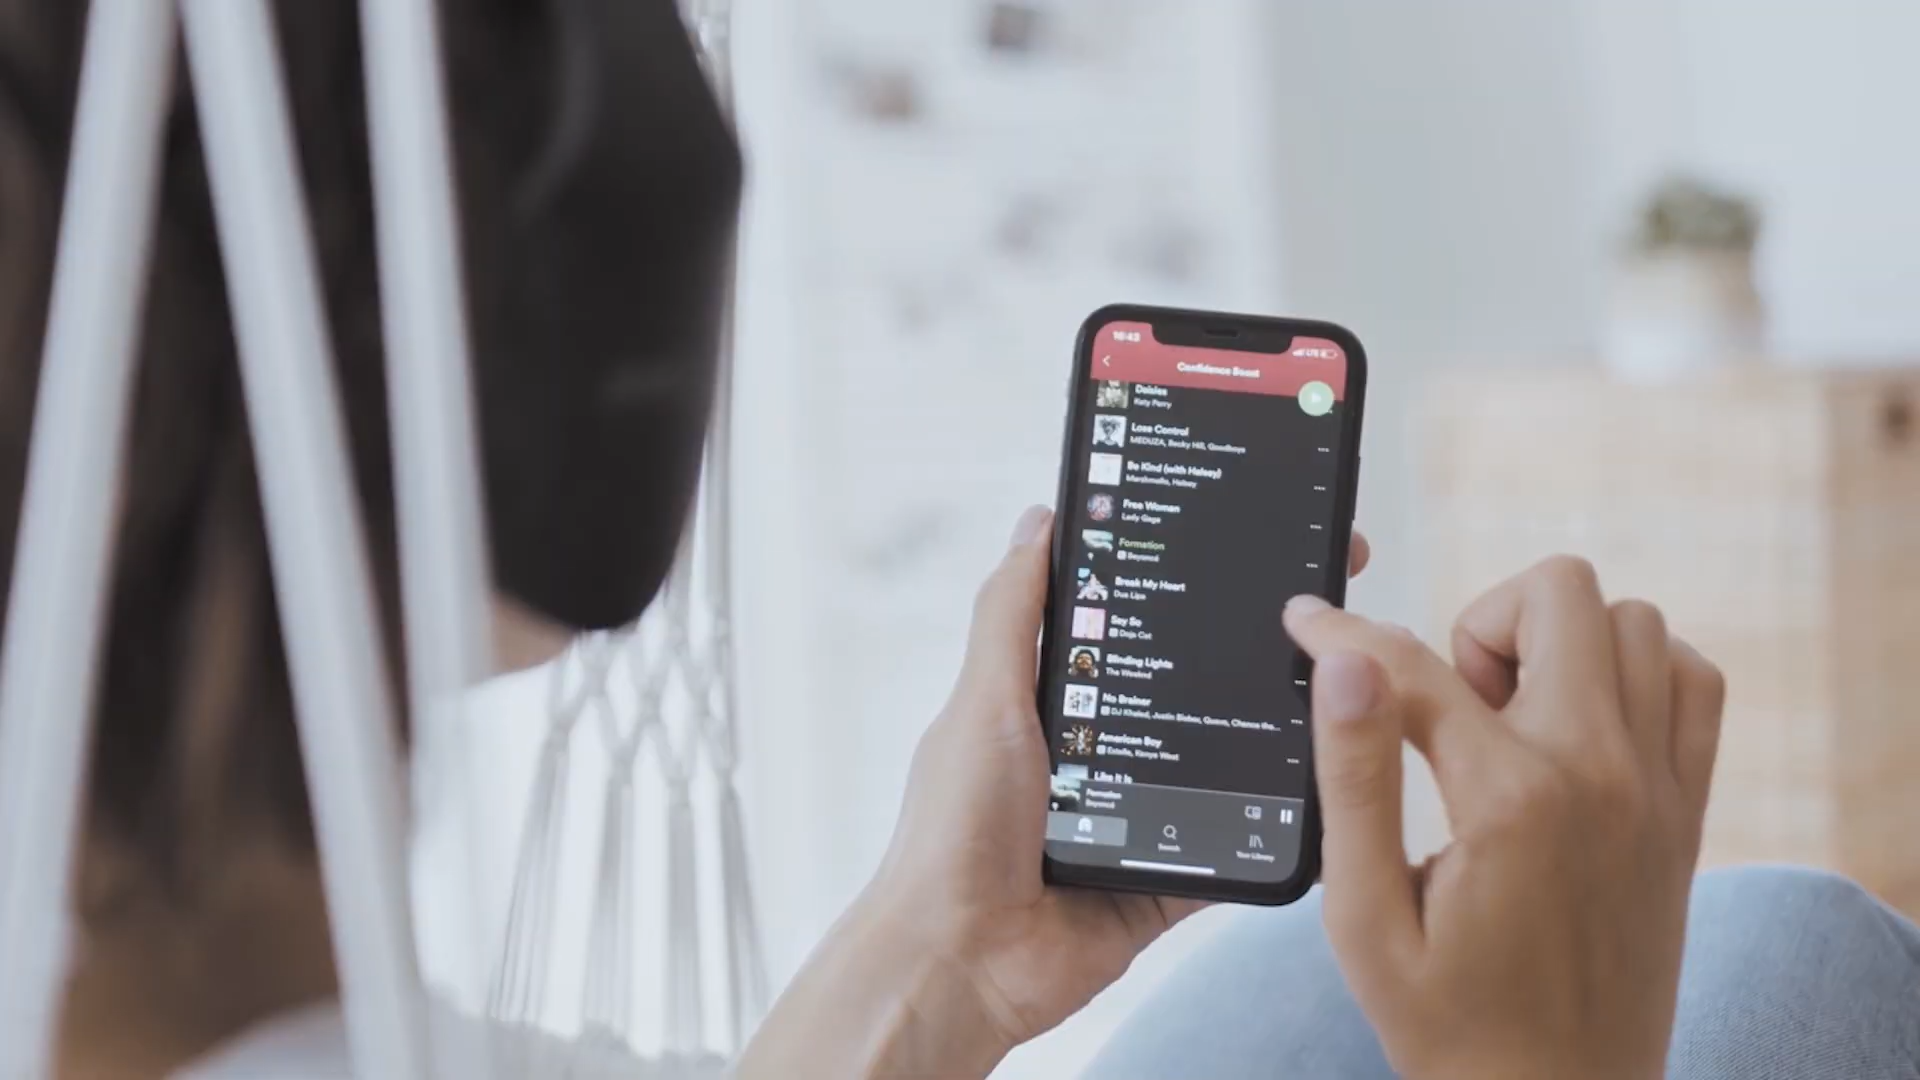 16:43
LTE
Confidence Boost
Daisies
Katy Perry
Lose Control
MEDUZA, Becky Hill, Goodboys
Be Kind (with Halsey)
Marshmello, Halsey
Free Woman
Lady Gaga
Formation
E Beyoncé
Break My Heart
Dua Lipa
Say So
E Doja Cat
Blinding Lights
The Weeknd
No Brainer
E DJ Khaled, Justin Bieber, Quavo, Chance the...
American Boy
E Estelle, Kanye West
Like It Is
Formation
Beyoncé
Home
Search
Your Library